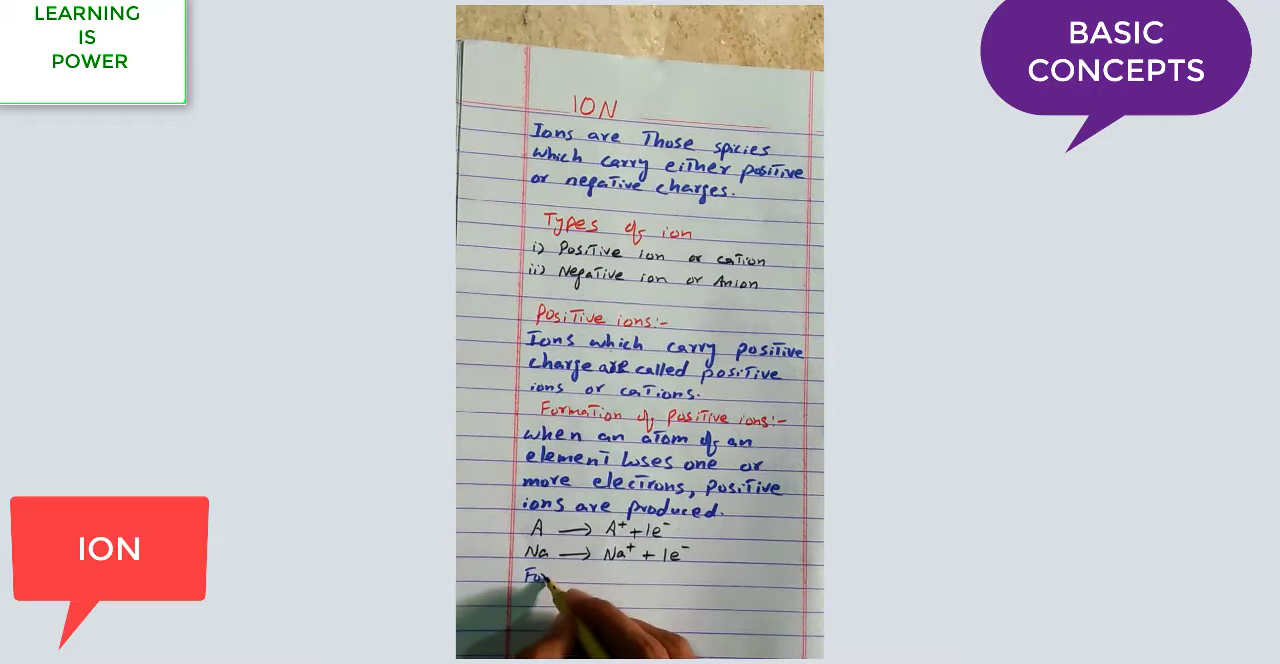 LEARNING
IS
POWER
BASIC
CONCEPTS
ION
Ions are Those spicies
which carry either positive
or negative charges.
Types of ion
i) Positive ion or cation
ii) Negative ion or Anion
Positive ions:-
Ions which carry positive
charge are called positive
ions or cations.
Formation of positive ions:-
when an atom of an
element loses one or
more electrons, positive
ions are produced.
A → A⁺ + 1e⁻
Na → Na⁺ + 1e⁻
Fo
ION